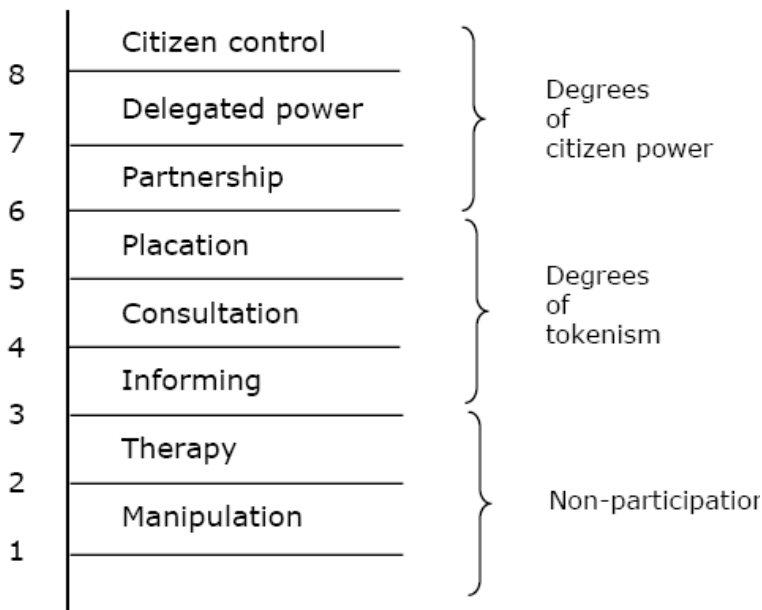 Citizen control
8
Delegated power
7
Partnership
6
Placation
5
Consultation
4
Informing
3
Therapy
2
Manipulation
1
Degrees
of
citizen power
Degrees
of
tokenism
Non-participation